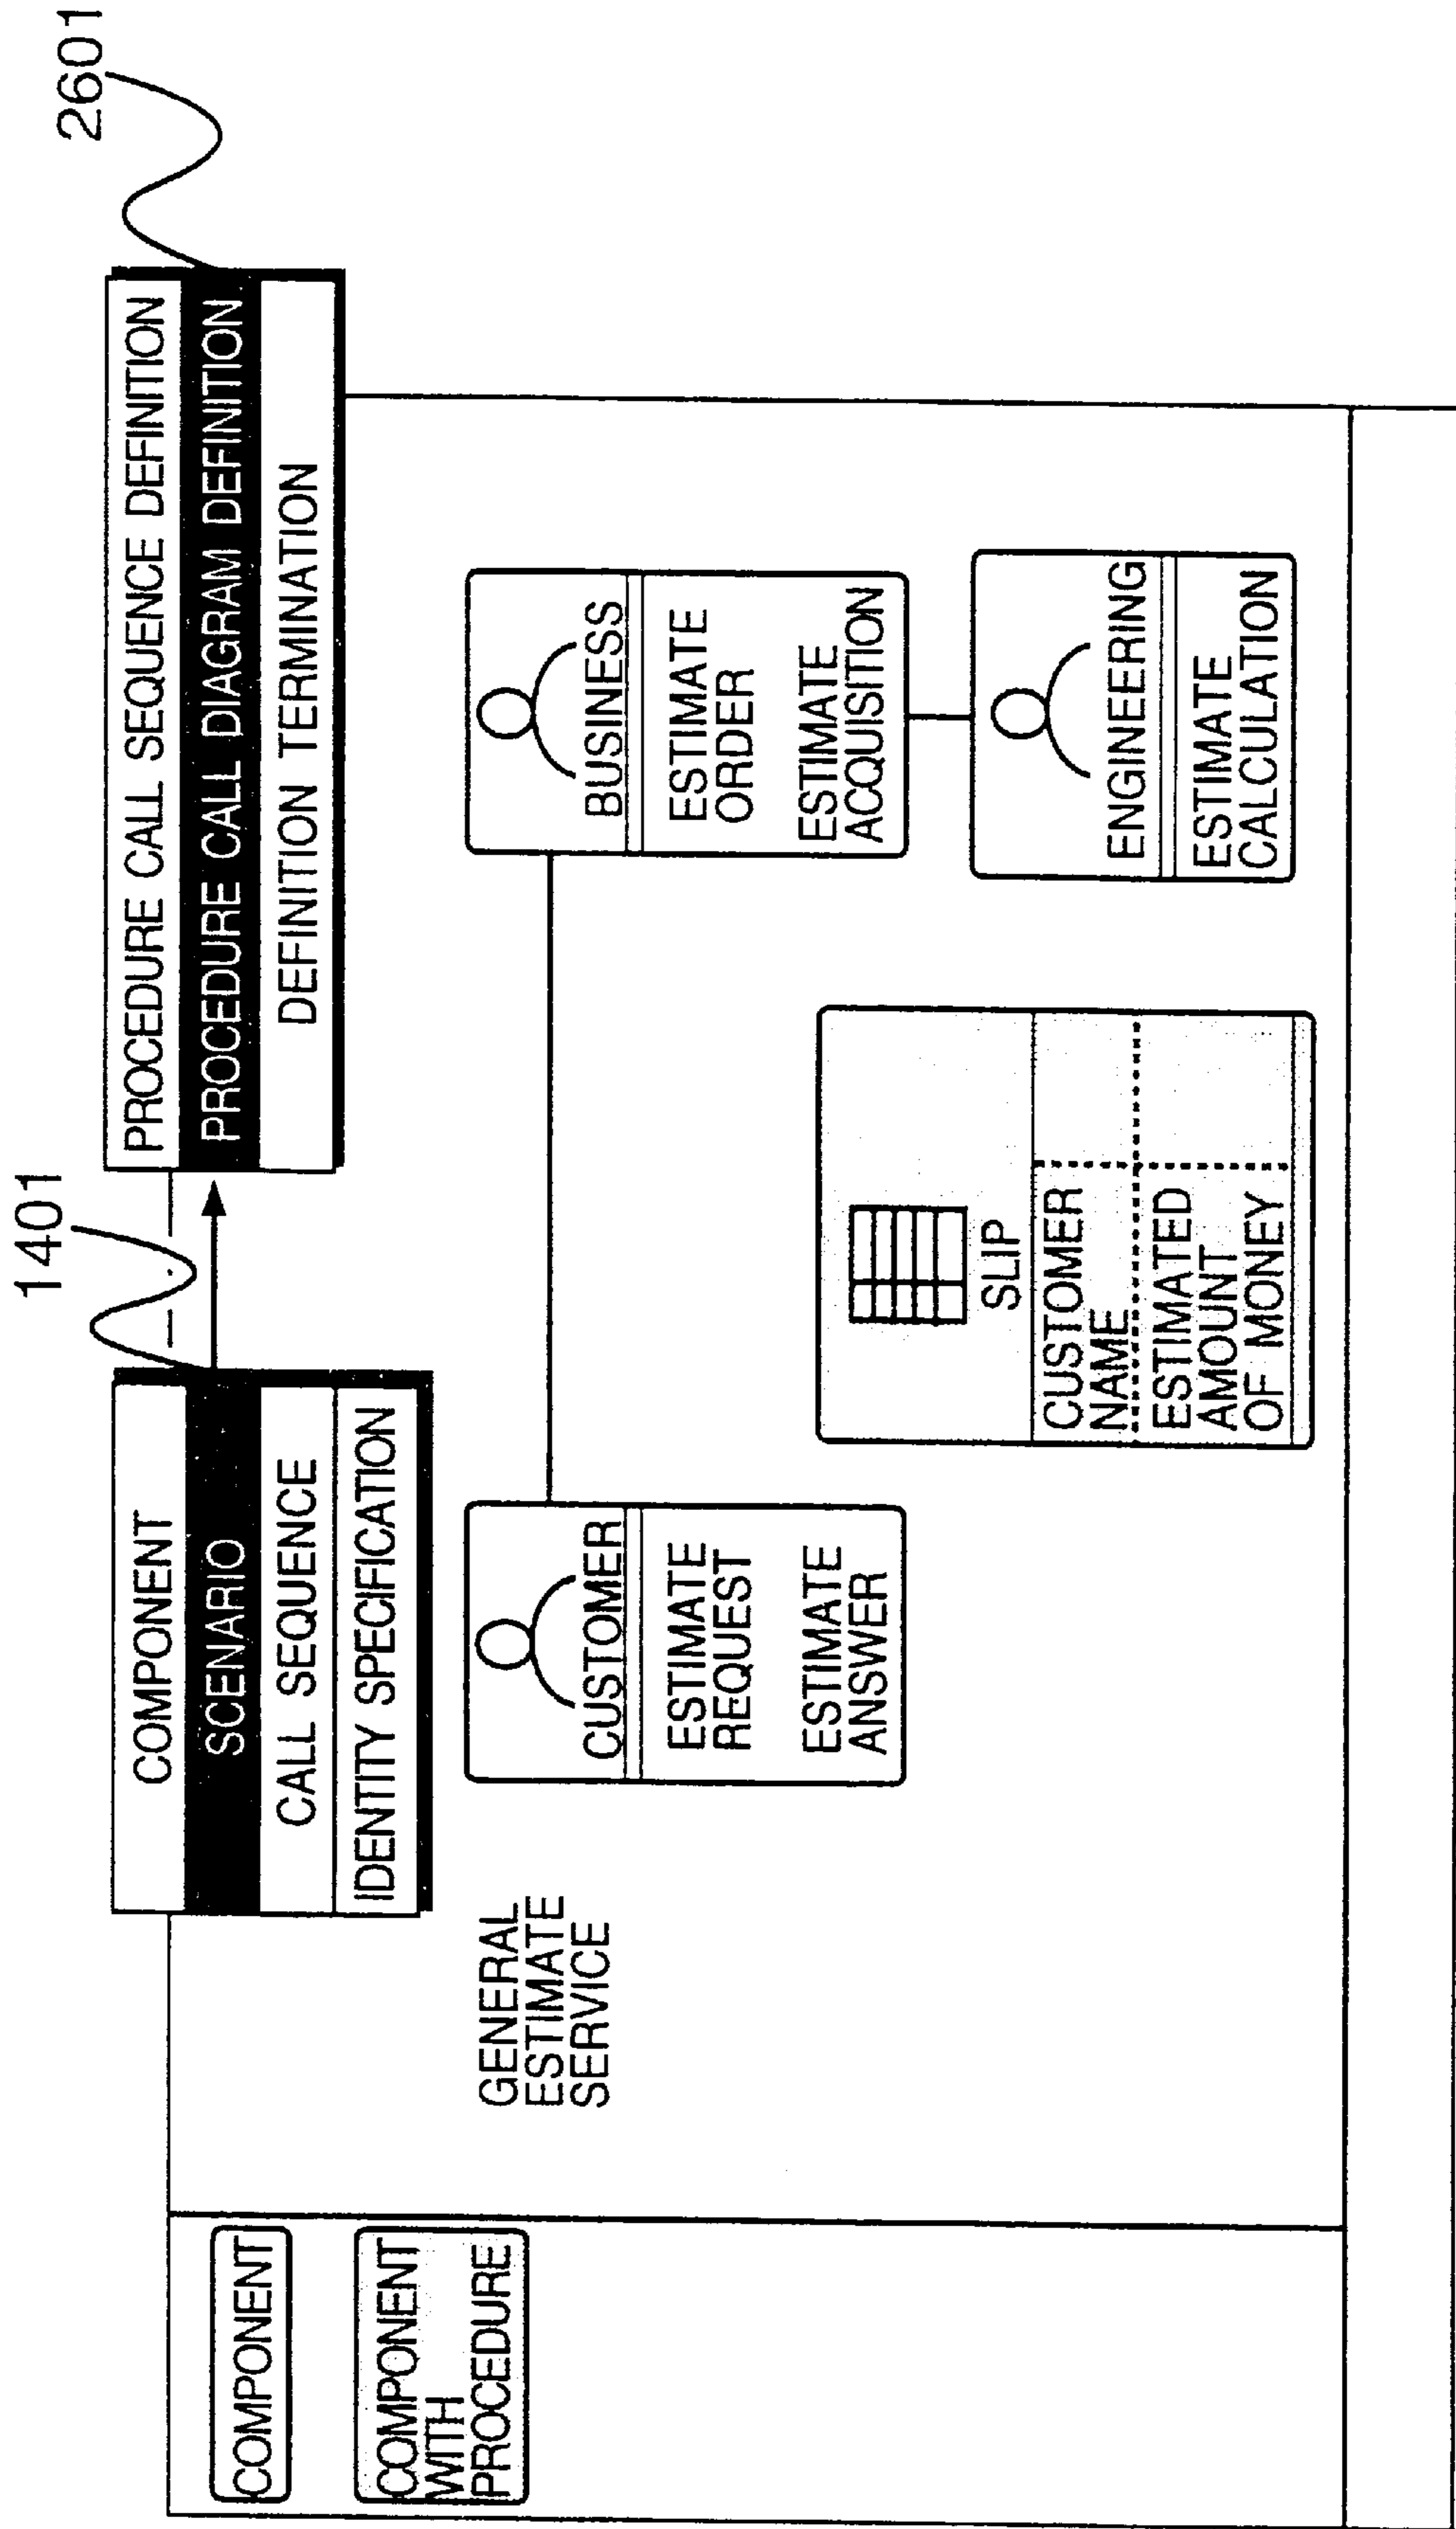 1401
2601
COMPONENT
SCENARIO
CALL SEQUENCE
IDENTITY SPECIFICATION
PROCEDURE CALL SEQUENCE DEFINITION
PROCEDURE CALL DIAGRAM DEFINITION
DEFINITION TERMINATION
COMPONENT
COMPONENT
WITH
PROCEDURE
GENERAL
ESTIMATE
SERVICE
CUSTOMER
ESTIMATE
REQUEST
ESTIMATE
ANSWER
BUSINESS
ESTIMATE
ORDER
ESTIMATE
ACQUISITION
SLIP
CUSTOMER
NAME
ESTIMATED
AMOUNT
OF MONEY
ENGINEERING
ESTIMATE
CALCULATION